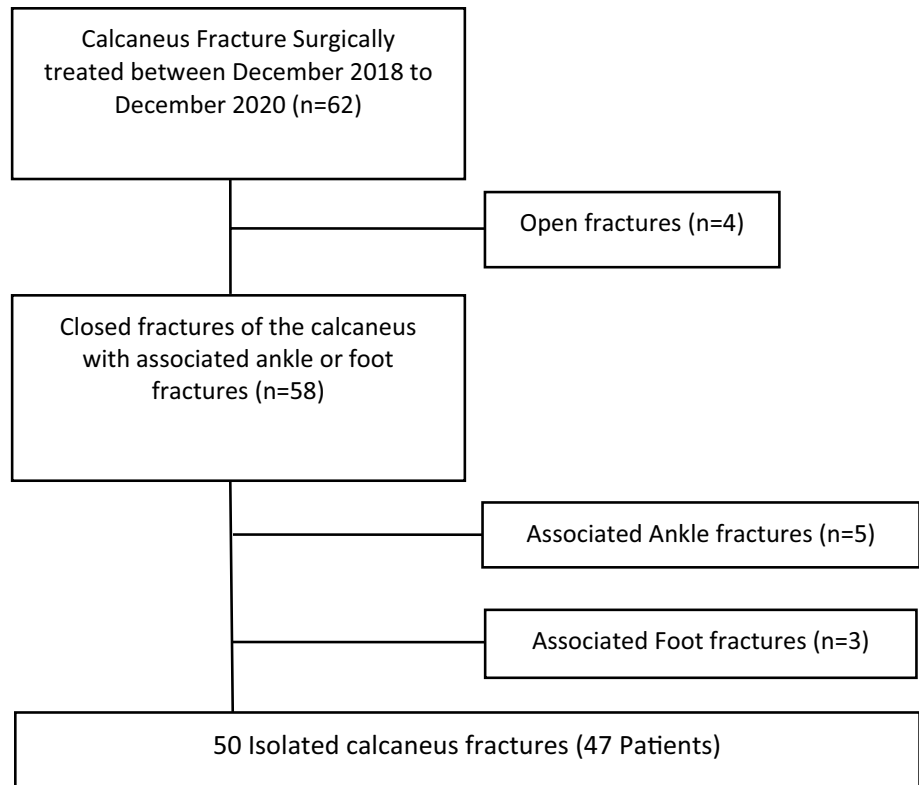 Calcaneus Fracture Surgically
treated between December 2018 to
December 2020 (n=62)
Open fractures (n=4)
Closed fractures of the calcaneus
with associated ankle or foot
fractures (n=58)
Associated Ankle fractures (n=5)
Associated Foot fractures (n=3)
50 Isolated calcaneus fractures (47 Patients)